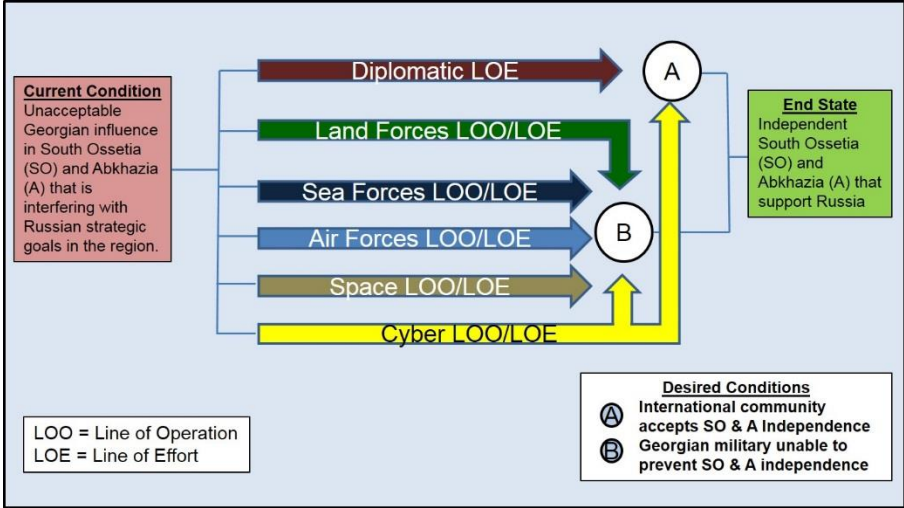 Current Condition
Unacceptable
Georgian influence
in South Ossetia
(SO) and Abkhazia
(A) that is
interfering with
Russian strategic
goals in the region.
Diplomatic LOE
Land Forces LOO/LOE
Sea Forces LOO/LOE
Air Forces LOO/LOE
Space LOO/LOE
Cyber LOO/LOE
A
B
End State
Independent
South Ossetia
(SO) and
Abkhazia (A) that
support Russia
LOO = Line of Operation
LOE = Line of Effort
Desired Conditions
A International community
accepts SO & A Independence
B Georgian military unable to
prevent SO & A independence